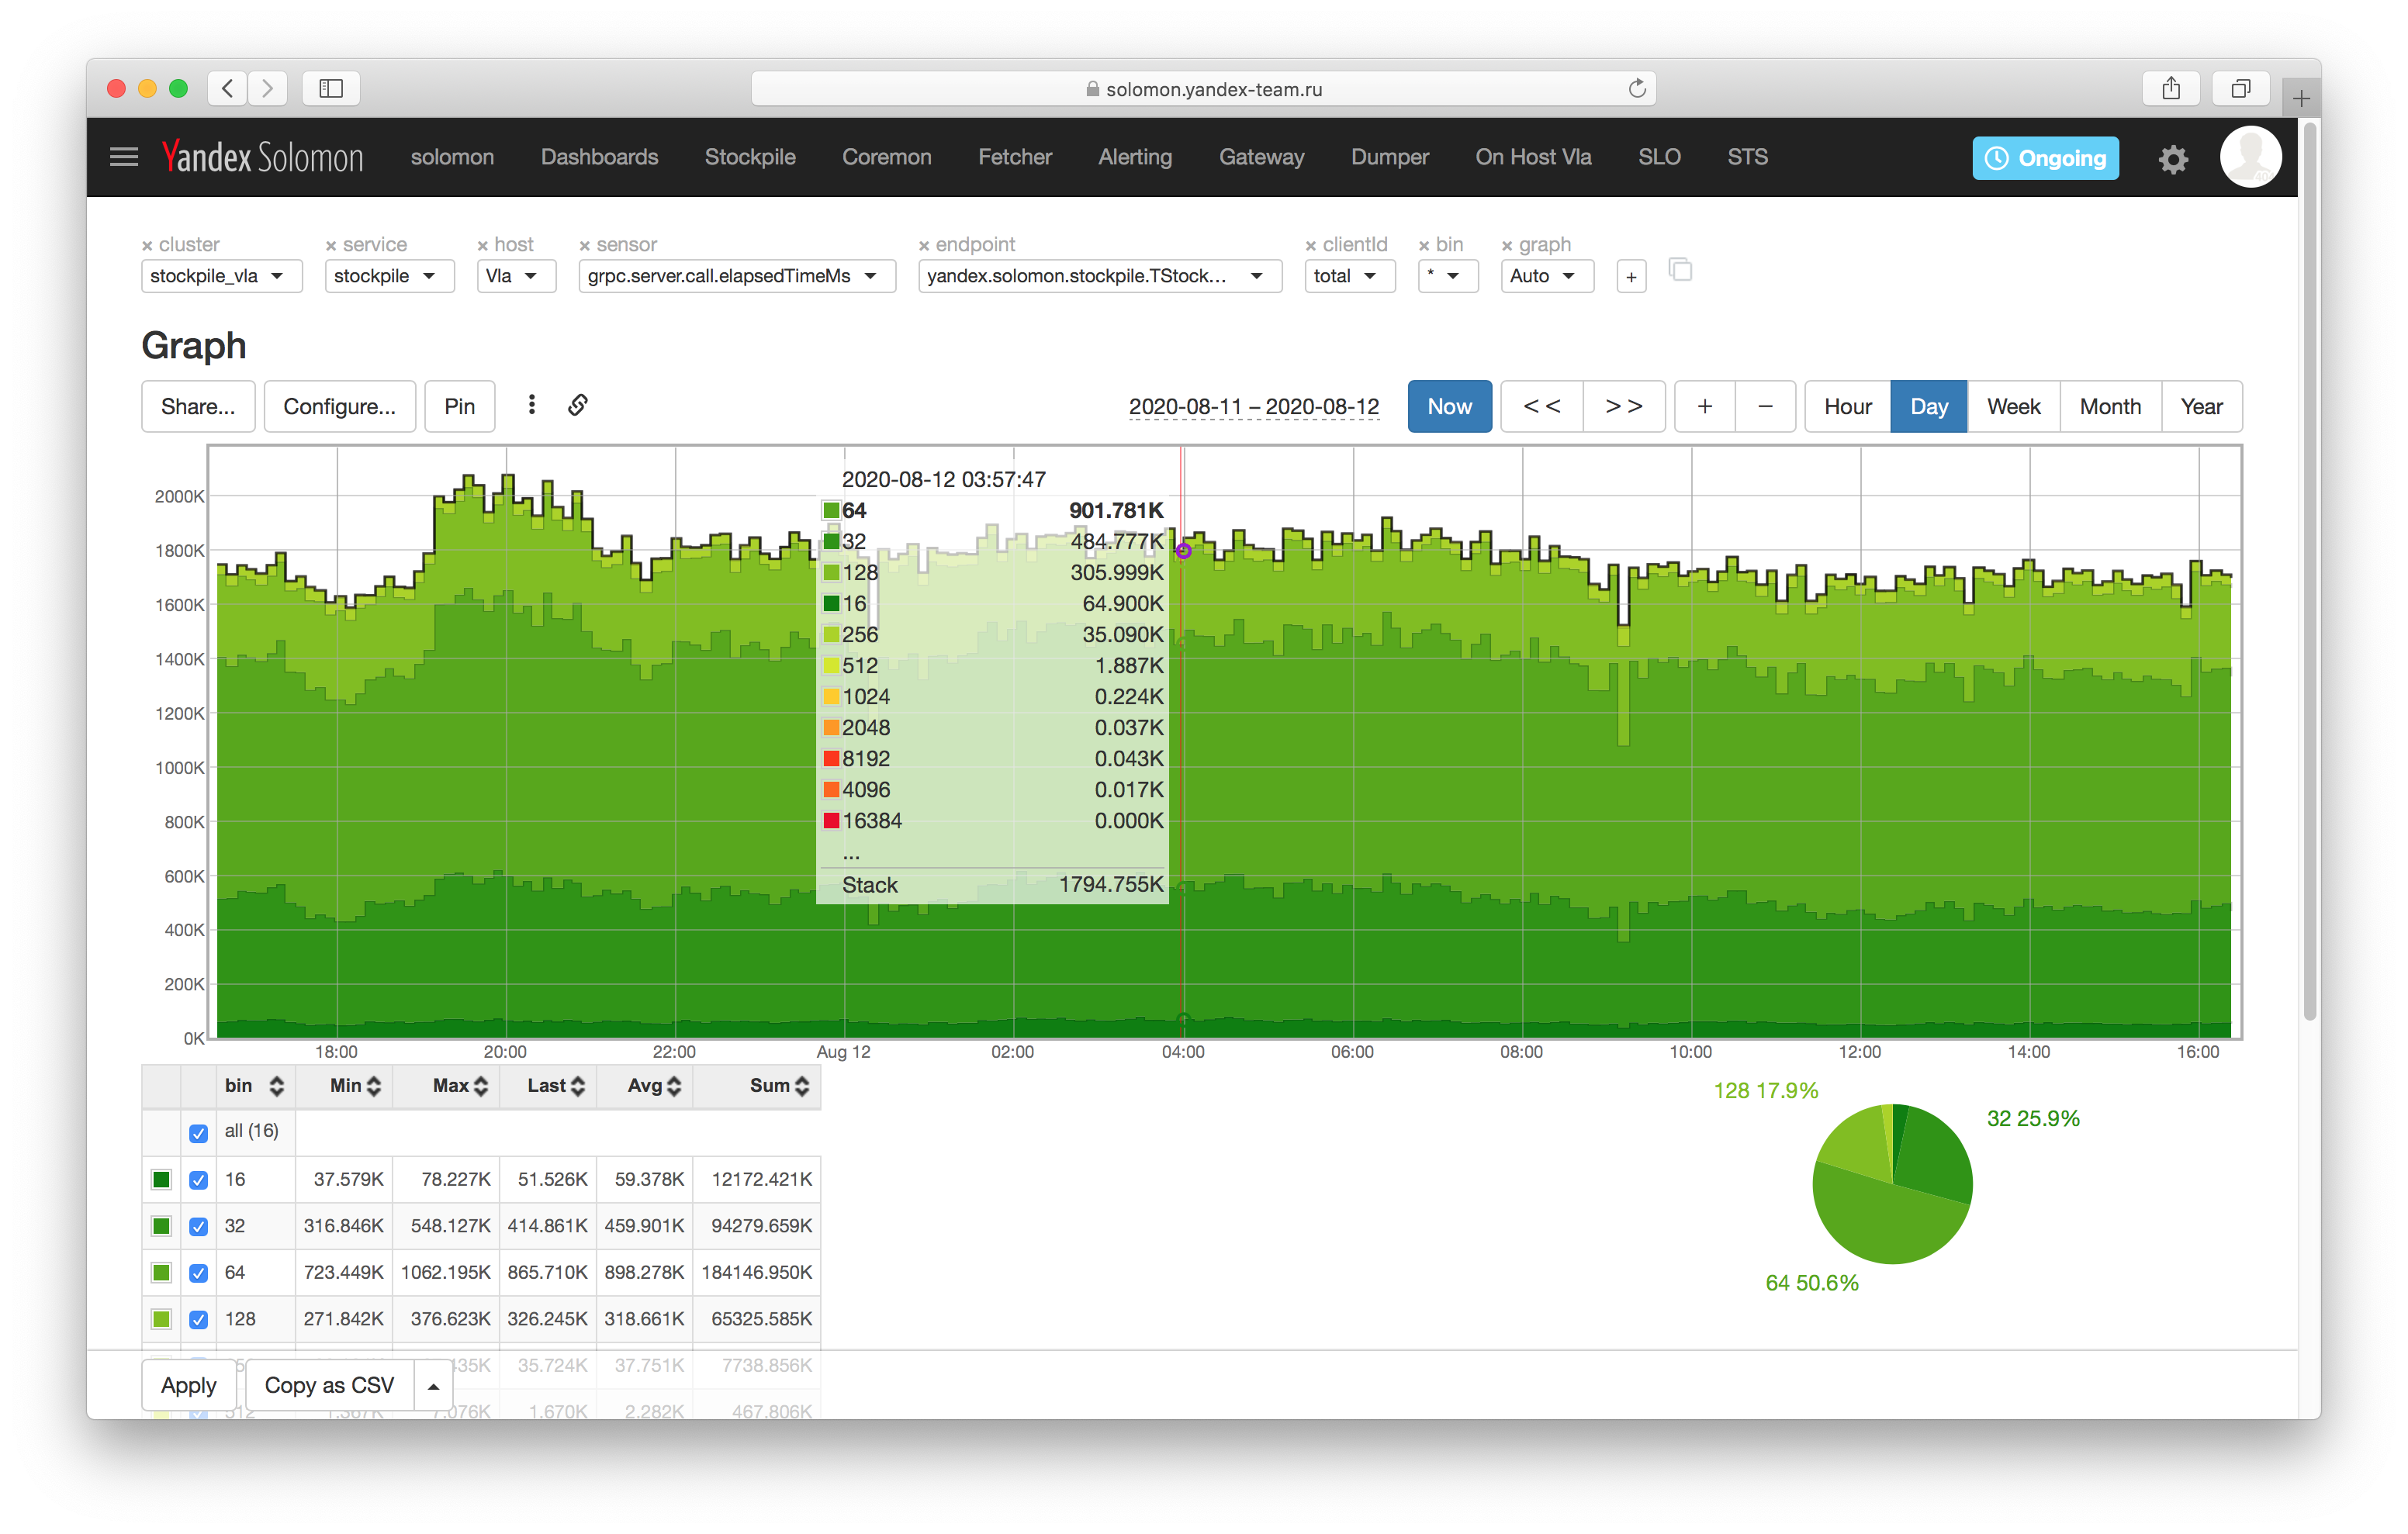 solomon.yandex-team.ru
Yandex Solomon solomon Dashboards Stockpile Coremon Fetcher Alerting Gateway Dumper On Host Vla SLO STS Ongoing
× cluster × service × host × sensor × endpoint × clientId × bin × graph
stockpile_vla stockpile Vla grpc.server.call.elapsedTimeMs yandex.solomon.stockpile.TStock... total * Auto +
Graph
Share... Configure... Pin 2020-08-11 – 2020-08-12 Now << >> + − Hour Day Week Month Year
2000K
1800K
1600K
1400K
1200K
1000K
800K
600K
400K
200K
0K
2020-08-12 03:57:47
64 901.781K
32 484.777K
128 305.999K
16 64.900K
256 35.090K
512 1.887K
1024 0.224K
2048 0.037K
8192 0.043K
4096 0.017K
16384 0.000K
...
Stack 1794.755K
18:00 20:00 22:00 Aug 12 02:00 04:00 06:00 08:00 10:00 12:00 14:00 16:00
bin Min Max Last Avg Sum
all (16)
16 37.579K 78.227K 51.526K 59.378K 12172.421K
32 316.846K 548.127K 414.861K 459.901K 94279.659K
64 723.449K 1062.195K 865.710K 898.278K 184146.950K
128 271.842K 376.623K 326.245K 318.661K 65325.585K
35.724K 37.751K 7738.856K
1.670K 2.282K 467.806K
128 17.9%
32 25.9%
64 50.6%
Apply Copy as CSV